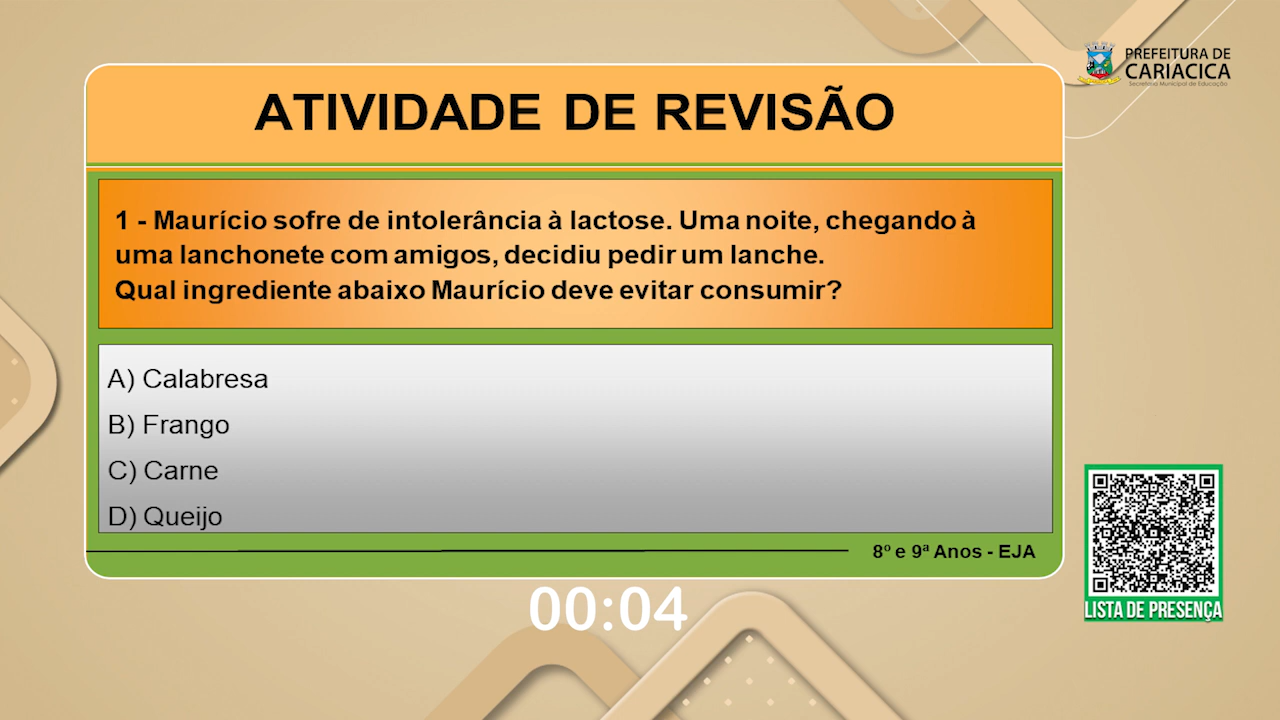 PREFEITURA DE
CARIACICA
Secretaria Municipal de Educação
ATIVIDADE DE REVISÃO
1 - Maurício sofre de intolerância à lactose. Uma noite, chegando à
uma lanchonete com amigos, decidiu pedir um lanche.
Qual ingrediente abaixo Maurício deve evitar consumir?
A) Calabresa
B) Frango
C) Carne
D) Queijo
8º e 9ª Anos - EJA
LISTA DE PRESENÇA
00:04